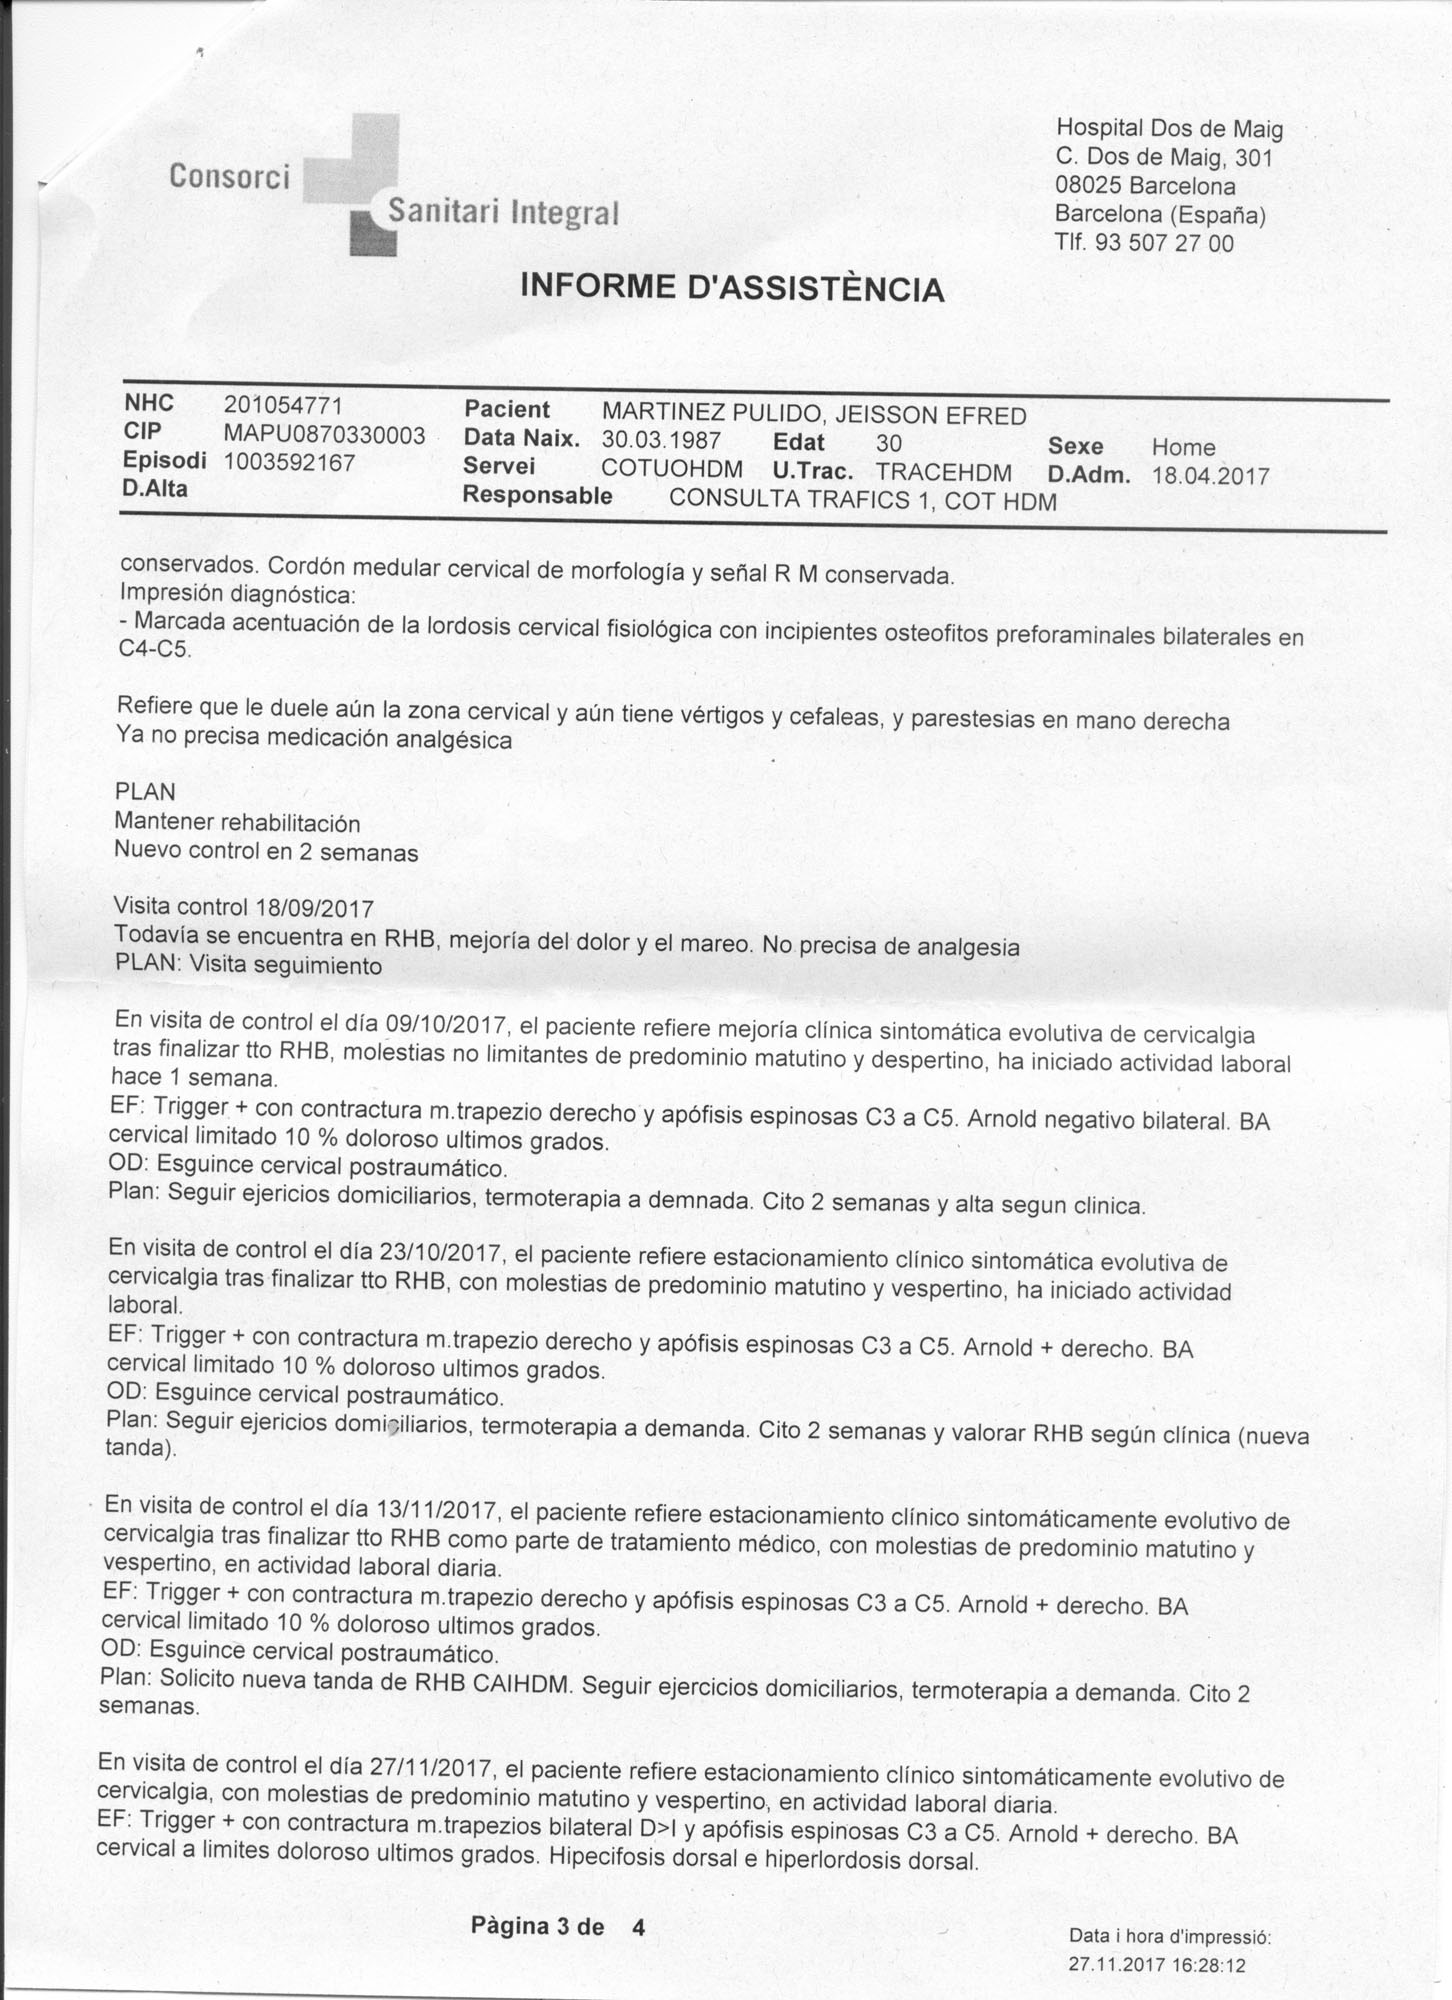 Consorci
Sanitari Integral
Hospital Dos de Maig
C. Dos de Maig, 301
08025 Barcelona
Barcelona (España)
Tlf. 93 507 27 00
INFORME D'ASSISTÈNCIA
NHC 201054771 Pacient MARTINEZ PULIDO, JEISSON EFRED
CIP MAPU0870330003 Data Naix. 30.03.1987 Edat 30 Sexe Home
Episodi 1003592167 Servei COTUOHDM U.Trac. TRACEHDM D.Adm. 18.04.2017
D.Alta Responsable CONSULTA TRAFICS 1, COT HDM
conservados. Cordón medular cervical de morfología y señal R M conservada.
Impresión diagnóstica:
- Marcada acentuación de la lordosis cervical fisiológica con incipientes osteofitos preforaminales bilaterales en
C4-C5.
Refiere que le duele aún la zona cervical y aún tiene vértigos y cefaleas, y parestesias en mano derecha
Ya no precisa medicación analgésica
PLAN
Mantener rehabilitación
Nuevo control en 2 semanas
Visita control 18/09/2017
Todavía se encuentra en RHB, mejoría del dolor y el mareo. No precisa de analgesia
PLAN: Visita seguimiento
En visita de control el día 09/10/2017, el paciente refiere mejoría clínica sintomática evolutiva de cervicalgia
tras finalizar tto RHB, molestias no limitantes de predominio matutino y despertino, ha iniciado actividad laboral
hace 1 semana.
EF: Trigger + con contractura m.trapezio derecho y apófisis espinosas C3 a C5. Arnold negativo bilateral. BA
cervical limitado 10 % doloroso ultimos grados.
OD: Esguince cervical postraumático.
Plan: Seguir ejericios domiciliarios, termoterapia a demnada. Cito 2 semanas y alta segun clinica.
En visita de control el día 23/10/2017, el paciente refiere estacionamiento clínico sintomática evolutiva de
cervicalgia tras finalizar tto RHB, con molestias de predominio matutino y vespertino, ha iniciado actividad
laboral.
EF: Trigger + con contractura m.trapezio derecho y apófisis espinosas C3 a C5. Arnold + derecho. BA
cervical limitado 10 % doloroso ultimos grados.
OD: Esguince cervical postraumático.
Plan: Seguir ejericios domiciliarios, termoterapia a demanda. Cito 2 semanas y valorar RHB según clínica (nueva
tanda).
En visita de control el día 13/11/2017, el paciente refiere estacionamiento clínico sintomáticamente evolutivo de
cervicalgia tras finalizar tto RHB como parte de tratamiento médico, con molestias de predominio matutino y
vespertino, en actividad laboral diaria.
EF: Trigger + con contractura m.trapezio derecho y apófisis espinosas C3 a C5. Arnold + derecho. BA
cervical limitado 10 % doloroso ultimos grados.
OD: Esguince cervical postraumático.
Plan: Solicito nueva tanda de RHB CAIHDM. Seguir ejercicios domiciliarios, termoterapia a demanda. Cito 2
semanas.
En visita de control el día 27/11/2017, el paciente refiere estacionamiento clínico sintomáticamente evolutivo de
cervicalgia, con molestias de predominio matutino y vespertino, en actividad laboral diaria.
EF: Trigger + con contractura m.trapezios bilateral D>I y apófisis espinosas C3 a C5. Arnold + derecho. BA
cervical a limites doloroso ultimos grados. Hipecifosis dorsal e hiperlordosis dorsal.
Pàgina 3 de 4
Data i hora d'impressió:
27.11.2017 16:28:12